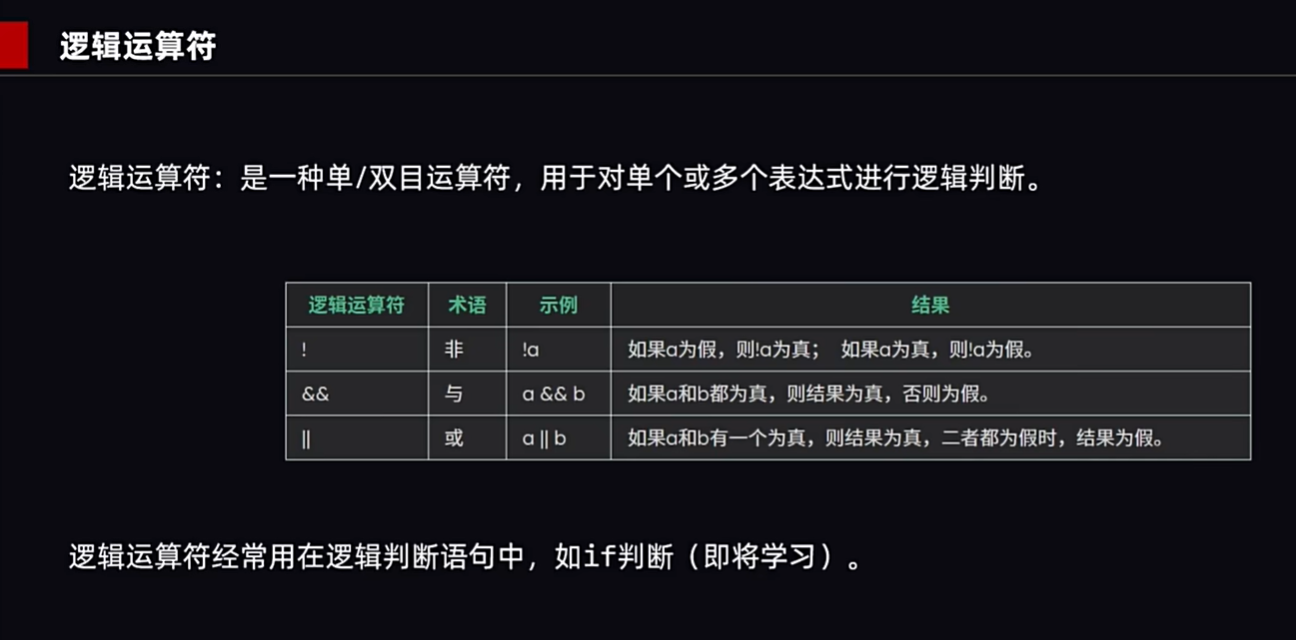 逻辑运算符
逻辑运算符：是一种单/双目运算符，用于对单个或多个表达式进行逻辑判断。
逻辑运算符 术语 示例 结果
! 非 !a 如果a为假，则!a为真； 如果a为真，则!a为假。
&& 与 a && b 如果a和b都为真，则结果为真，否则为假。
|| 或 a || b 如果a和b有一个为真，则结果为真，二者都为假时，结果为假。
逻辑运算符经常用在逻辑判断语句中，如if判断（即将学习）。